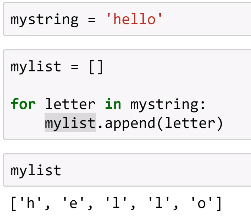 mystring = 'hello'
mylist = []
for letter in mystring:
    mylist.append(letter)
mylist
['h', 'e', 'l', 'l', 'o']